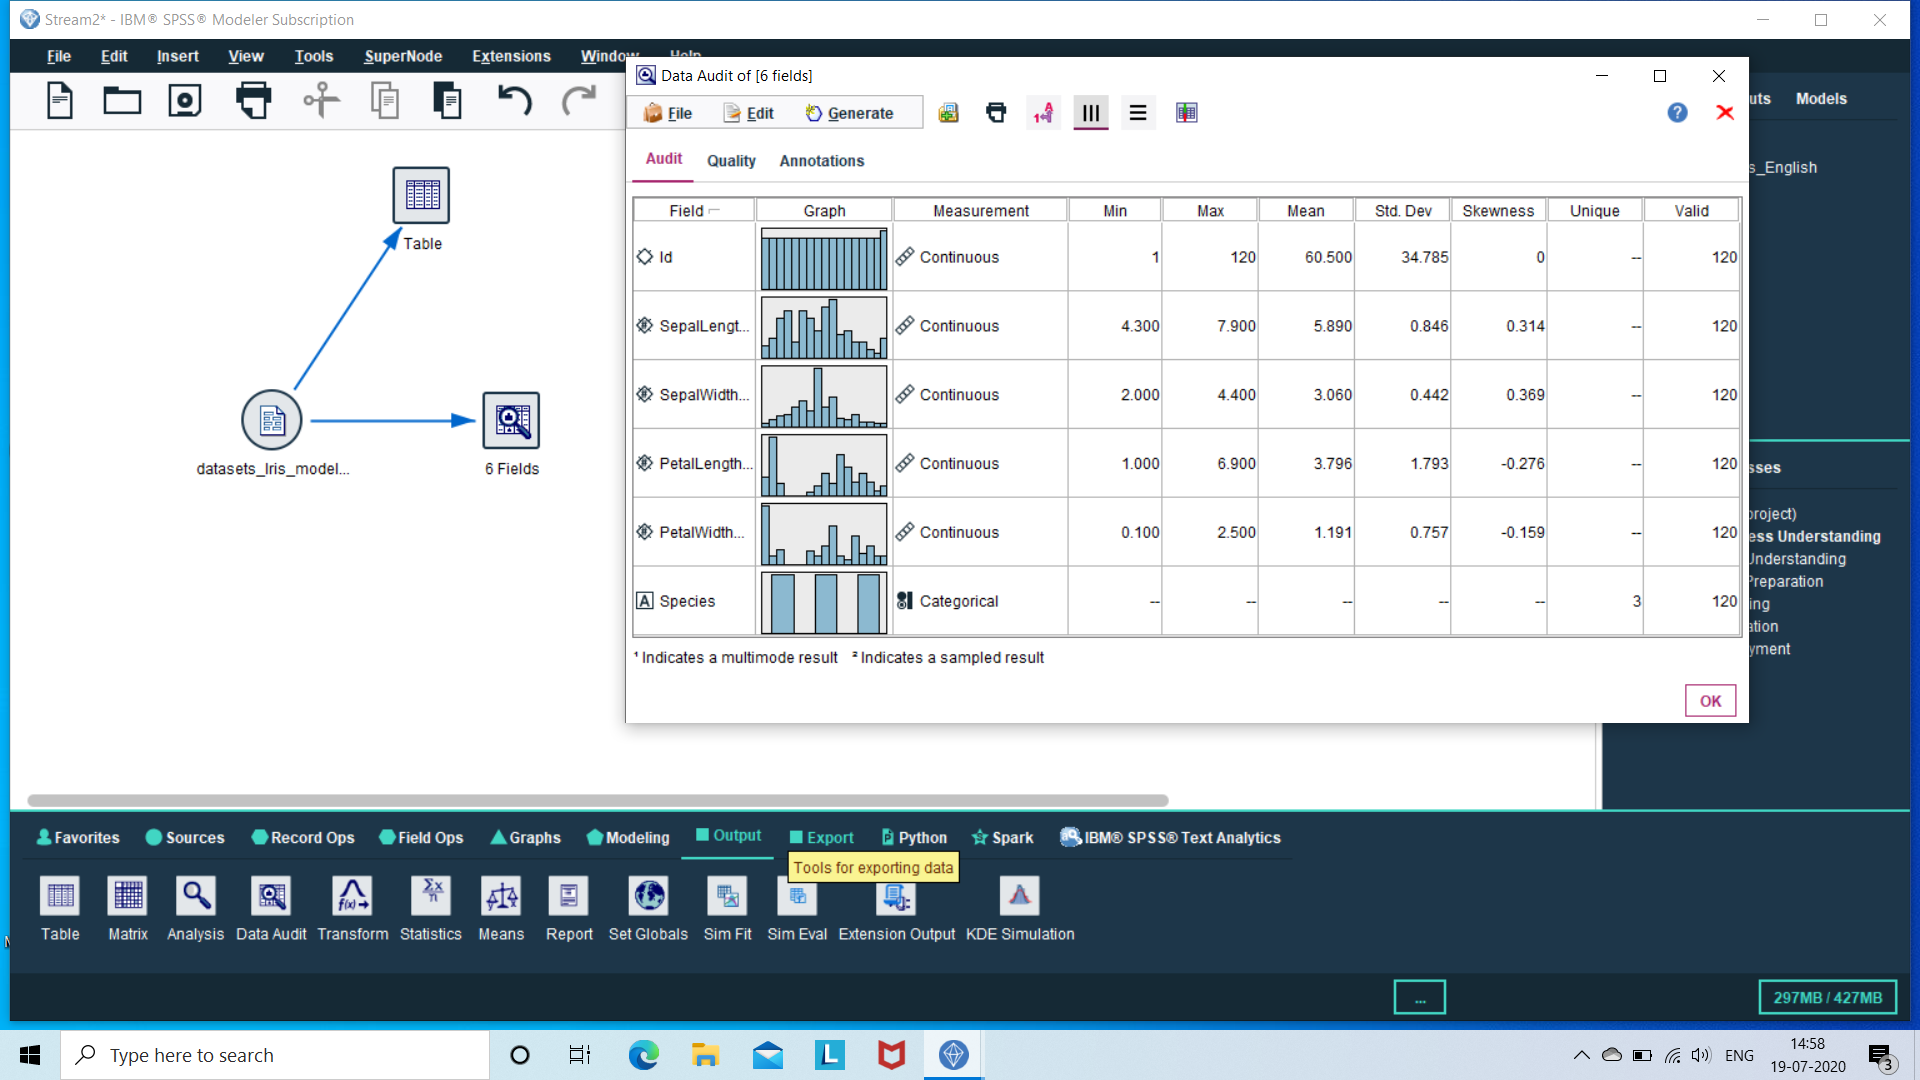 Stream2* - IBM® SPSS® Modeler Subscription
File Edit Insert View Tools SuperNode Extensions Window Help
Data Audit of [6 fields]
File Edit Generate
Audit Quality Annotations
Field Graph Measurement Min Max Mean Std. Dev Skewness Unique Valid
Id Continuous 1 120 60.500 34.785 0 -- 120
SepalLengt... Continuous 4.300 7.900 5.890 0.846 0.314 -- 120
SepalWidth... Continuous 2.000 4.400 3.060 0.442 0.369 -- 120
PetalLength... Continuous 1.000 6.900 3.796 1.793 -0.276 -- 120
PetalWidth... Continuous 0.100 2.500 1.191 0.757 -0.159 -- 120
A Species Categorical -- -- -- -- -- 3 120
¹ Indicates a multimode result ² Indicates a sampled result
OK
Table
datasets_Iris_model...
6 Fields
uts Models
s_English
sses
project)
ess Understanding
Understanding
Preparation
ing
ation
yment
Favorites Sources Record Ops Field Ops Graphs Modeling Output Export Python Spark IBM® SPSS® Text Analytics
Tools for exporting data
Table Matrix Analysis Data Audit Transform Statistics Means Report Set Globals Sim Fit Sim Eval Extension Output KDE Simulation
...
297MB / 427MB
Type here to search
ENG
14:58
19-07-2020
3